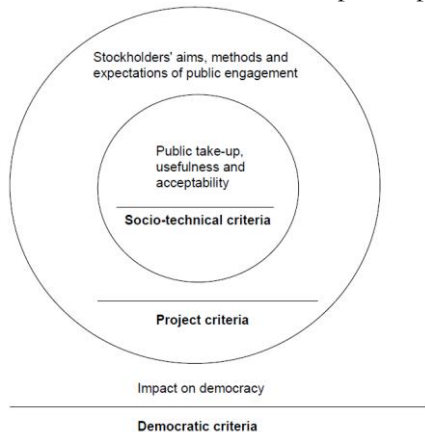 Stockholders' aims, methods and
expectations of public engagement
Public take-up,
usefulness and
acceptability
Socio-technical criteria
Project criteria
Impact on democracy
Democratic criteria